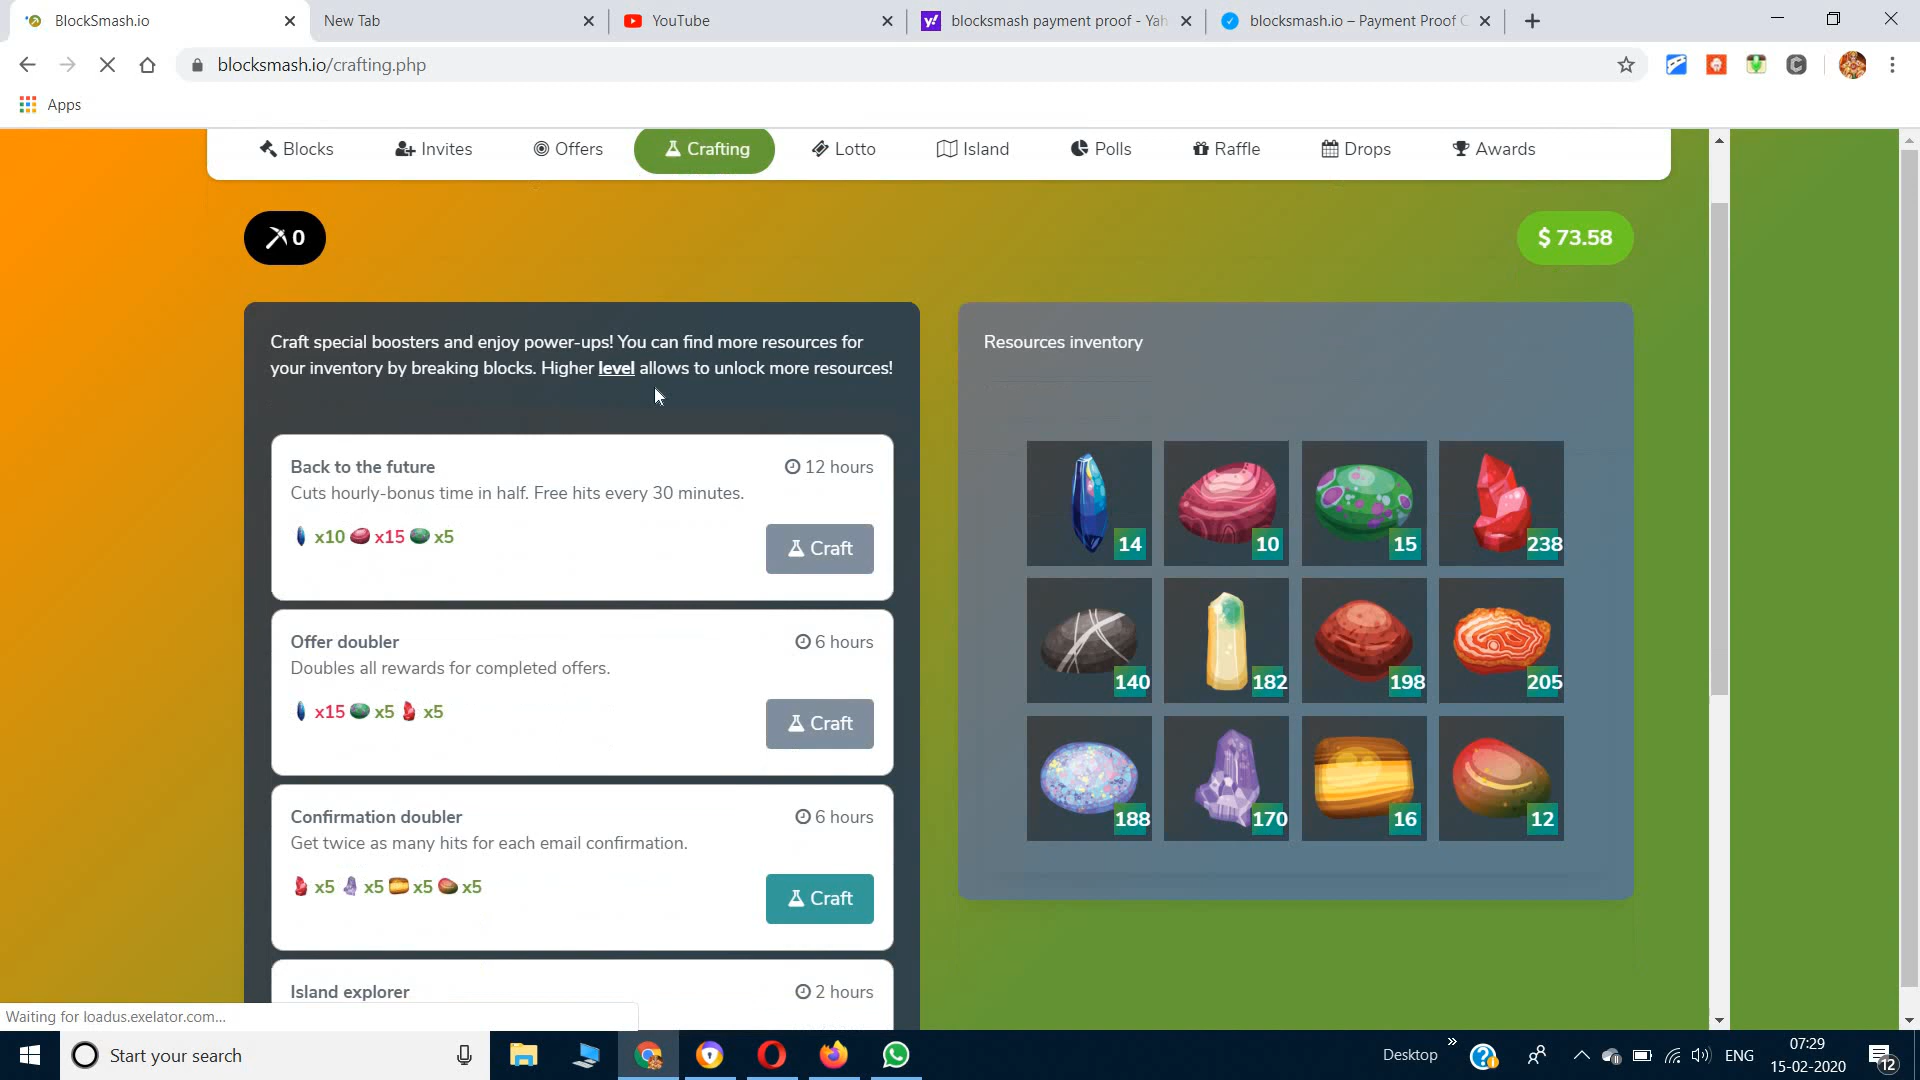 BlockSmash.io
New Tab
YouTube
blocksmash payment proof - Yah
blocksmash.io – Payment Proof C
blocksmash.io/crafting.php
Apps
Blocks
Invites
Offers
Crafting
Lotto
Island
Polls
Raffle
Drops
Awards
0
$ 73.58
Craft special boosters and enjoy power-ups! You can find more resources for
your inventory by breaking blocks. Higher level allows to unlock more resources!
Resources inventory
Back to the future
12 hours
Cuts hourly-bonus time in half. Free hits every 30 minutes.
x10 x15 x5
Craft
Offer doubler
6 hours
Doubles all rewards for completed offers.
x15 x5 x5
Craft
Confirmation doubler
6 hours
Get twice as many hits for each email confirmation.
x5 x5 x5 x5
Craft
Island explorer
2 hours
14 10 15 238
140 182 198 205
188 170 16 12
Waiting for loadus.exelator.com...
Start your search
Desktop
ENG
07:29
15-02-2020
12